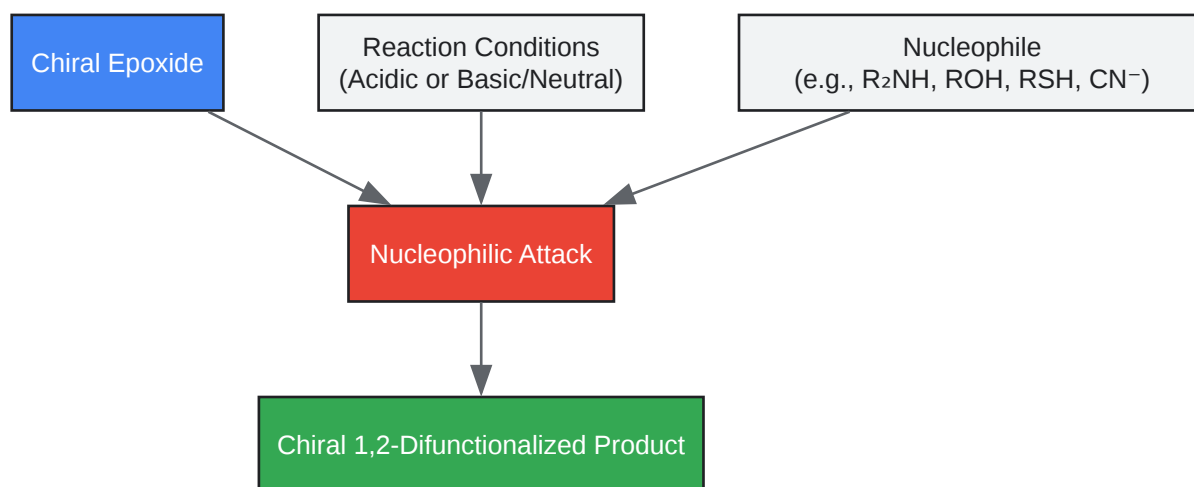 Chiral Epoxide
Reaction Conditions
(Acidic or Basic/Neutral)
Nucleophile
(e.g., R₂NH, ROH, RSH, CN⁻)
Nucleophilic Attack
Chiral 1,2-Difunctionalized Product